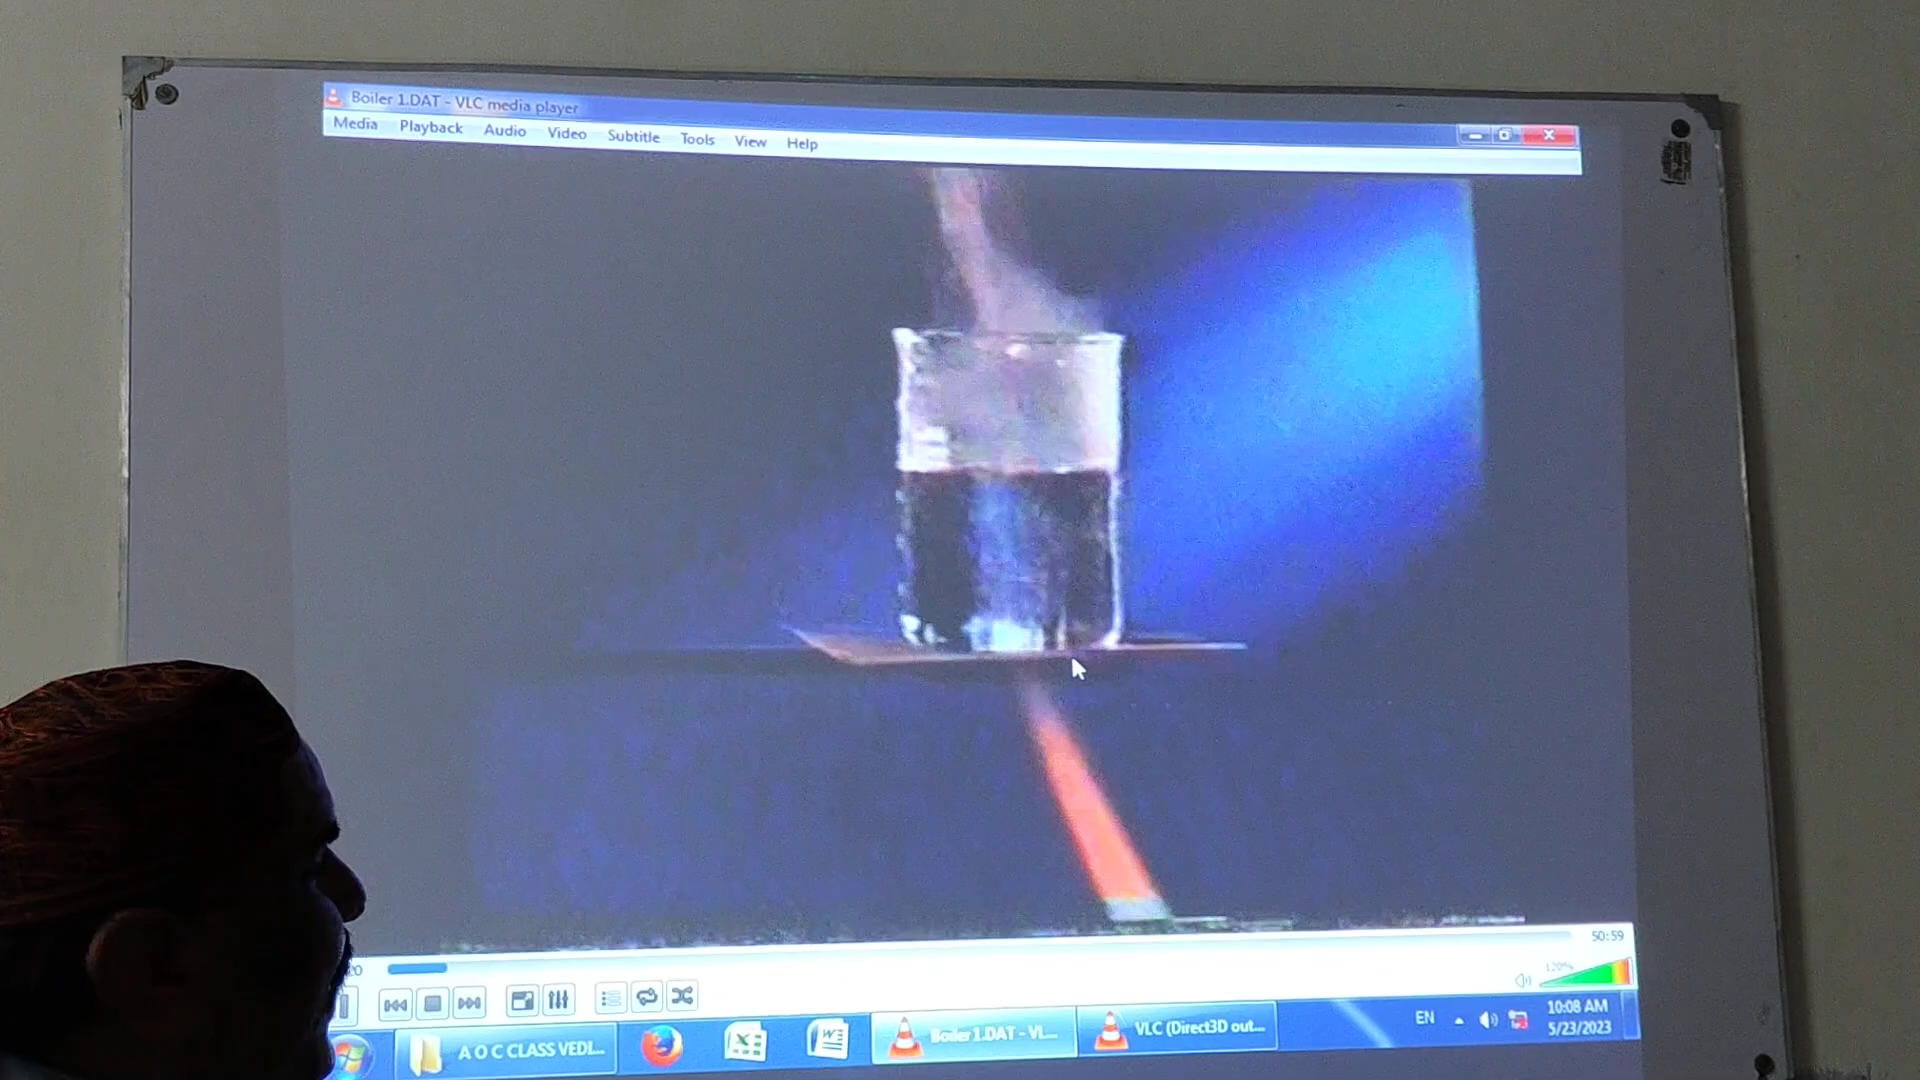 Boiler 1.DAT - VLC media player
Media Playback Audio Video Subtitle Tools View Help
50:59
120%
A O C CLASS VEDI...
Boiler 1.DAT - VL...
VLC (Direct3D out...
EN
10:08 AM
5/23/2023